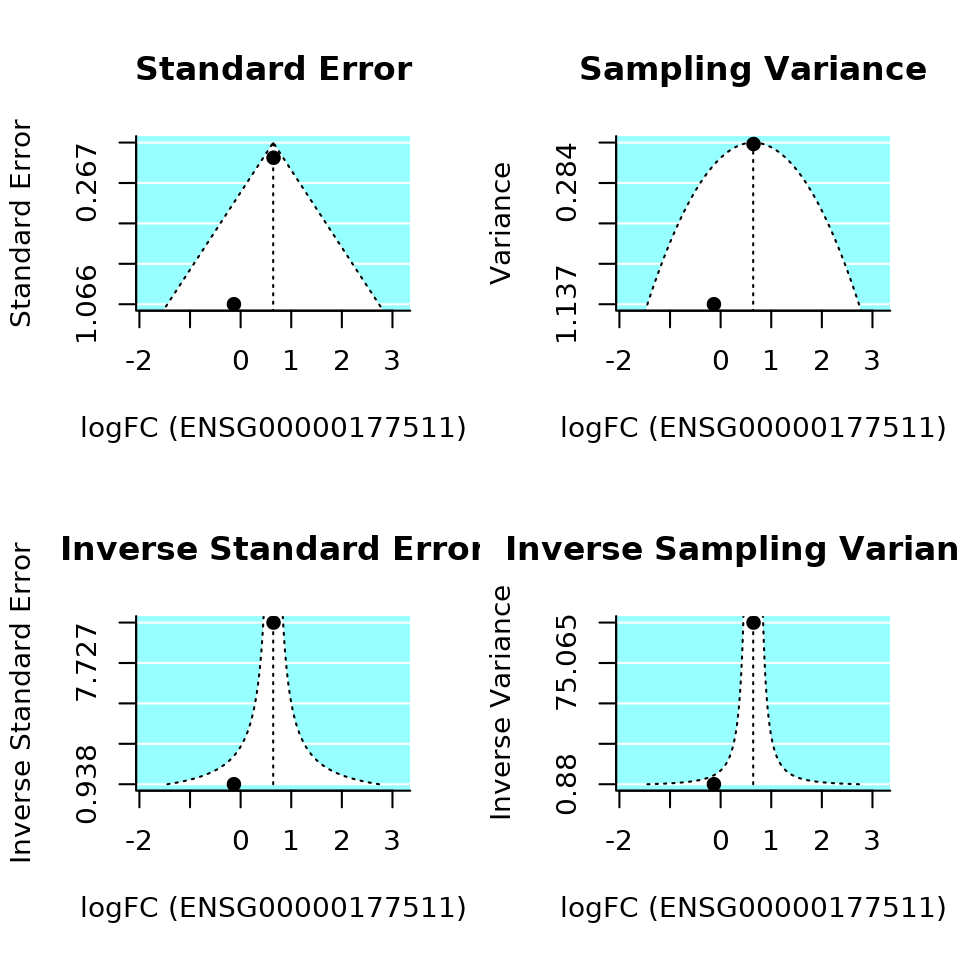 Standard Error
Standard Error
0.267
1.066
-2 0 1 2 3
logFC (ENSG00000177511)
Sampling Variance
Variance
0.284
1.137
-2 0 1 2 3
logFC (ENSG00000177511)
Inverse Standard Error
Inverse Standard Error
7.727
0.938
-2 0 1 2 3
logFC (ENSG00000177511)
Inverse Sampling Varian
Inverse Variance
75.065
0.88
-2 0 1 2 3
logFC (ENSG00000177511)